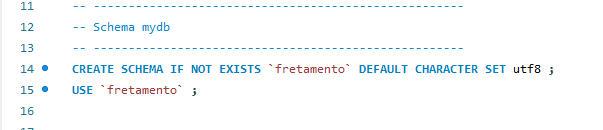 11 -- -----------------------------------------------------
12 -- Schema mydb
13 -- -----------------------------------------------------
14 CREATE SCHEMA IF NOT EXISTS `fretamento` DEFAULT CHARACTER SET utf8 ;
15 USE `fretamento` ;
16